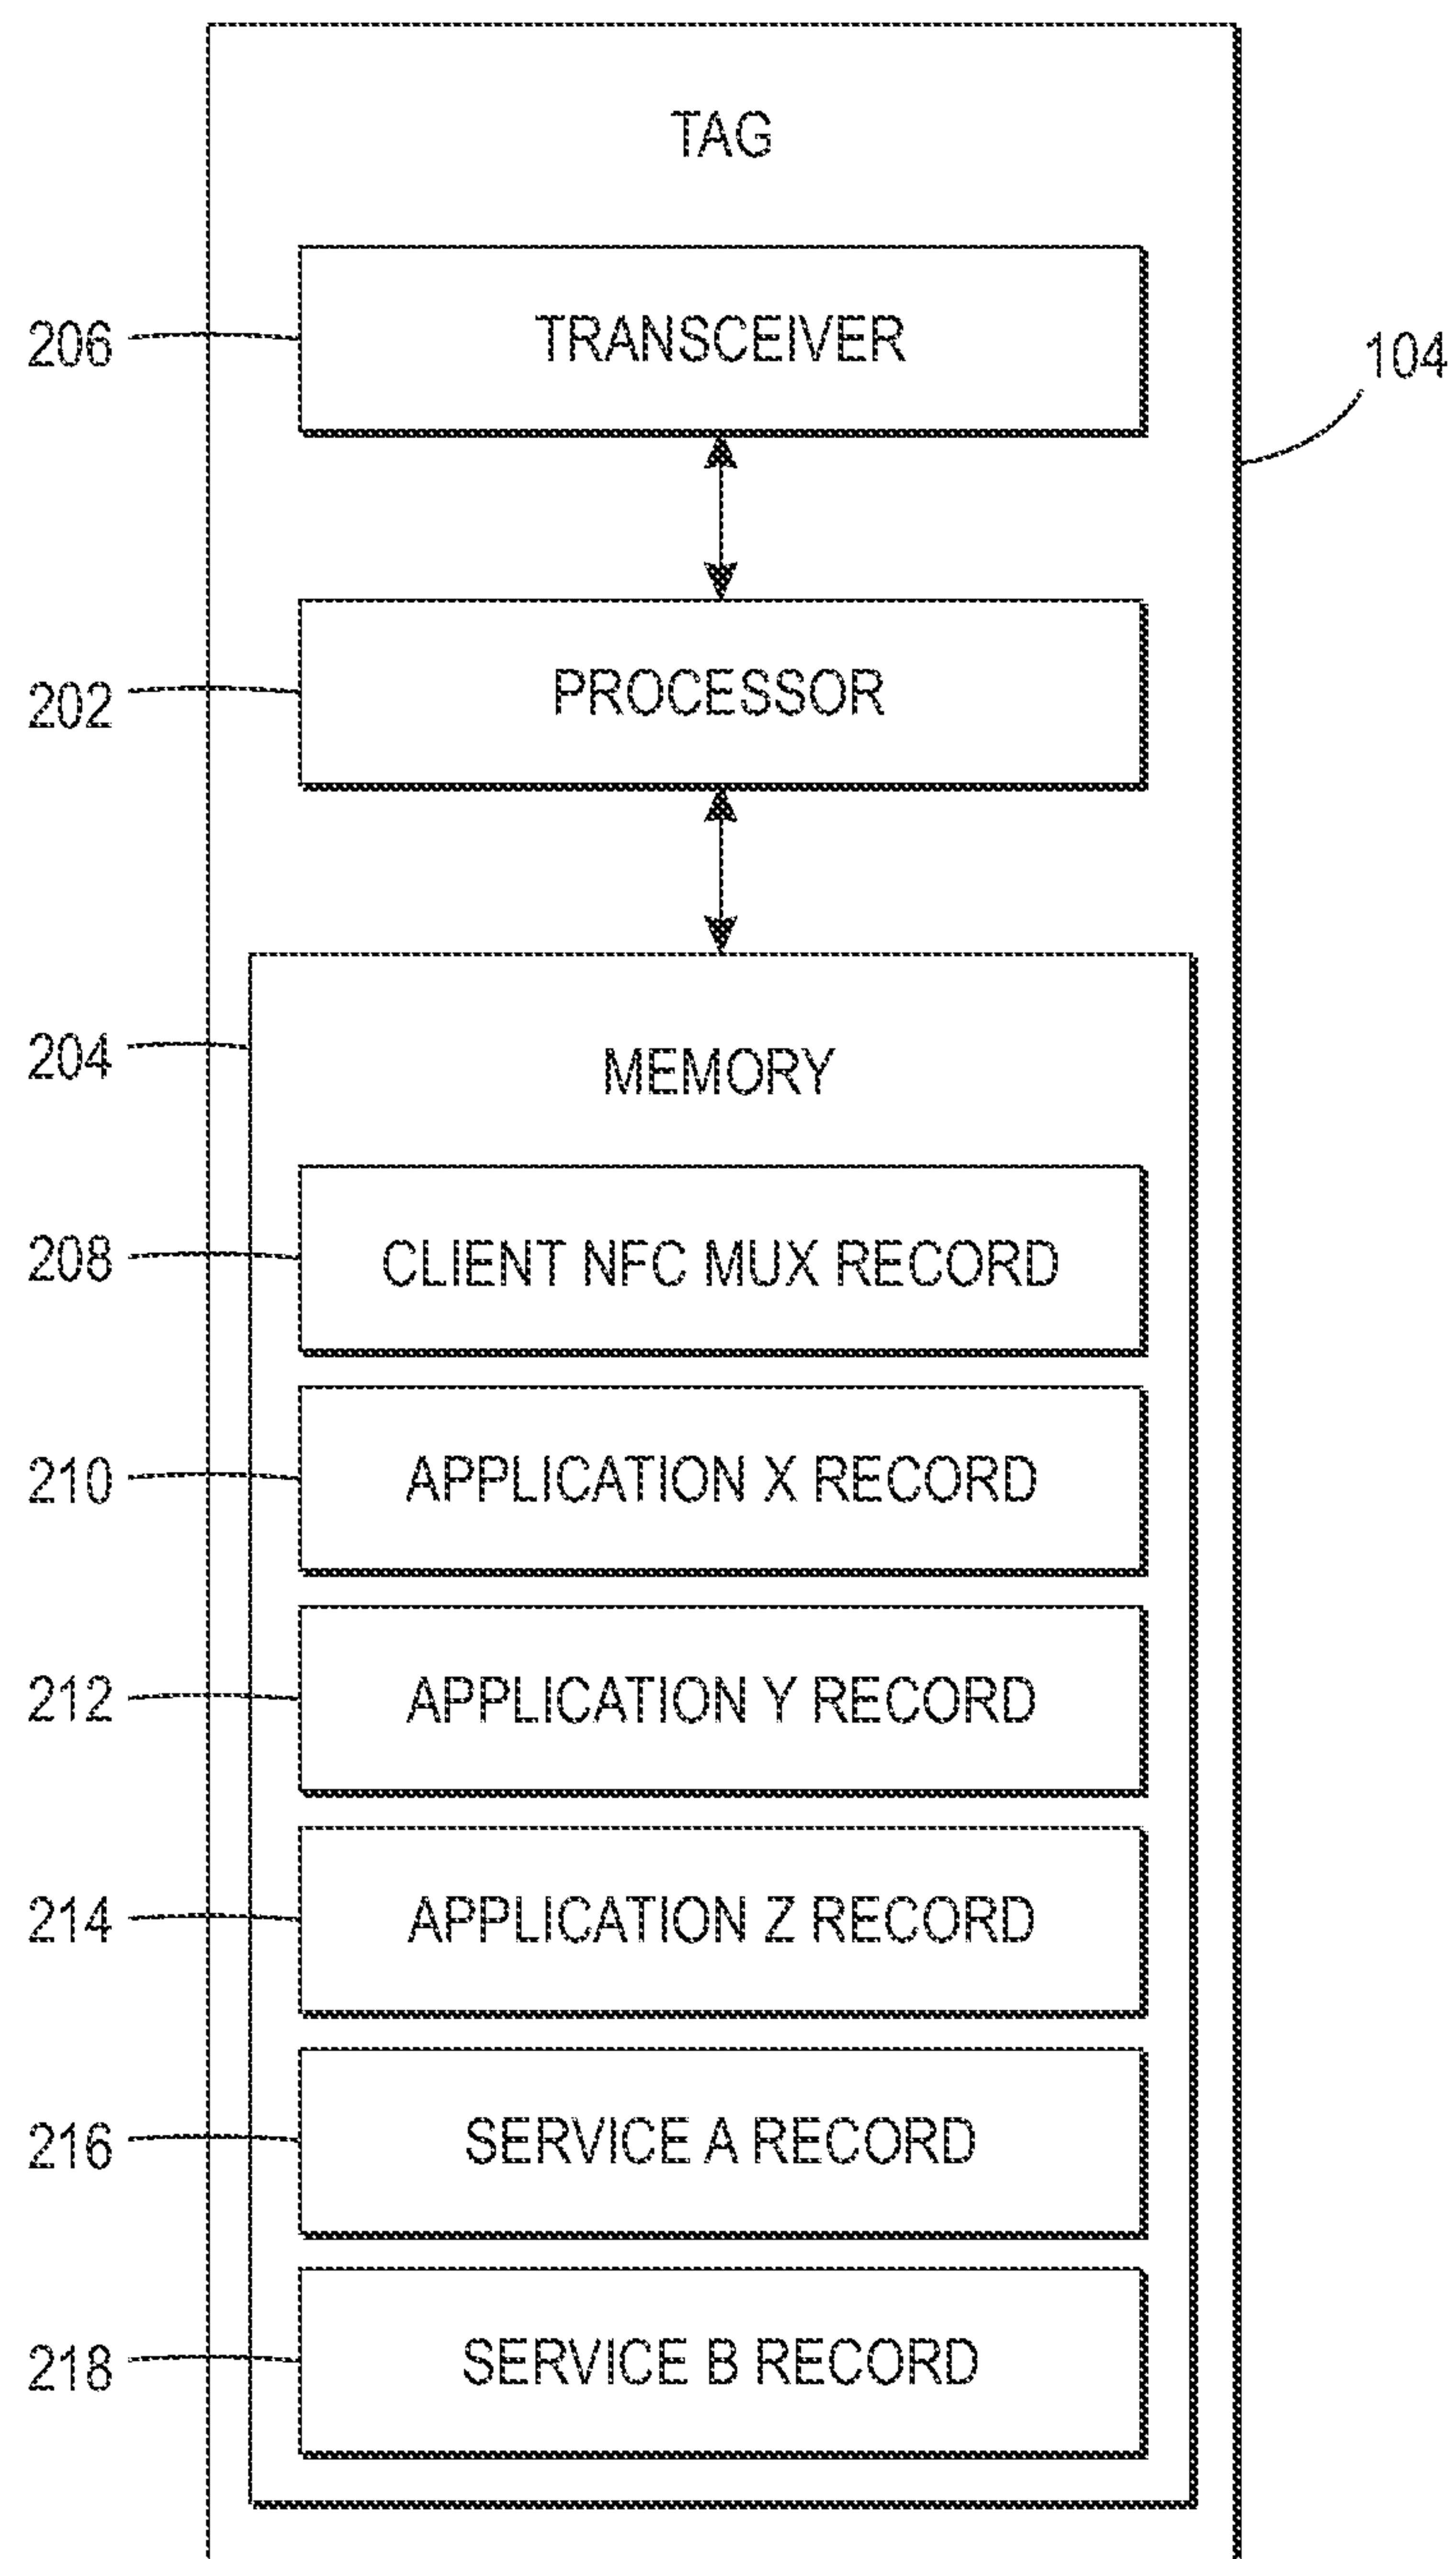 TAG
206
TRANSCEIVER
104
202
PROCESSOR
204
MEMORY
208
CLIENT NFC MUX RECORD
210
APPLICATION X RECORD
212
APPLICATION Y RECORD
214
APPLICATION Z RECORD
216
SERVICE A RECORD
218
SERVICE B RECORD